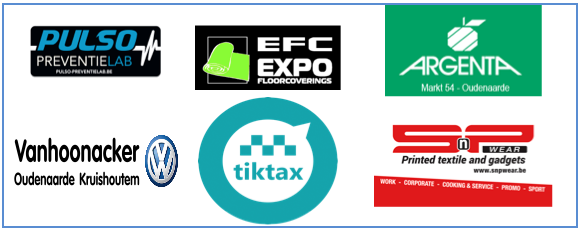 PULSO
PREVENTIELAB
PULSO-PREVENTIELAB.BE
EFC
EXPO
FLOORCOVERINGS
ARGENTA
Markt 54 - Oudenaarde
Vanhoonacker
Oudenaarde Kruishoutem
tiktax
SnP
WEAR
Printed textile and gadgets
www.snpwear.be
WORK - CORPORATE - COOKING & SERVICE - PROMO - SPORT